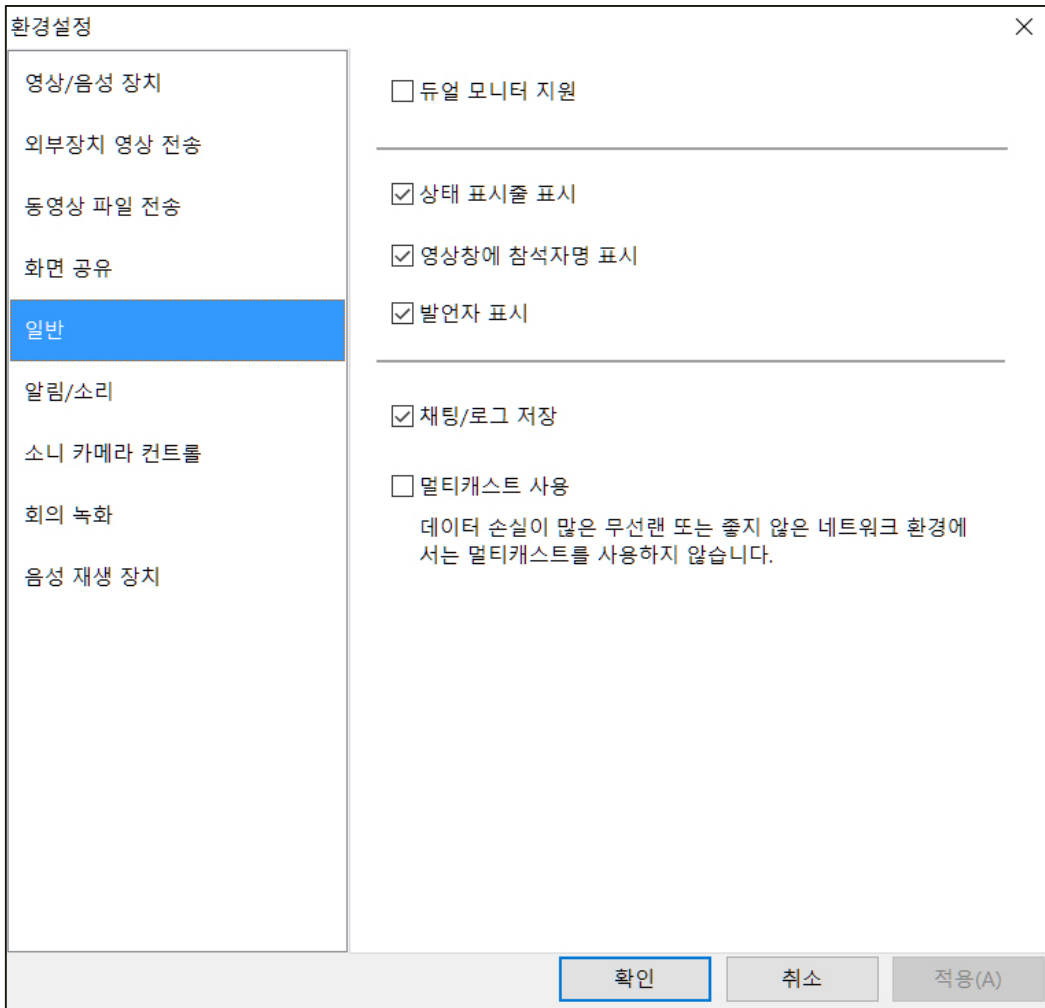 환경설정
영상/음성 장치
외부장치 영상 전송
동영상 파일 전송
화면 공유
일반
알림/소리
소니 카메라 컨트롤
회의 녹화
음성 재생 장치
듀얼 모니터 지원
상태 표시줄 표시
영상창에 참석자명 표시
발언자 표시
채팅/로그 저장
멀티캐스트 사용
데이터 손실이 많은 무선랜 또는 좋지 않은 네트워크 환경에
서는 멀티캐스트를 사용하지 않습니다.
확인
취소
적용(A)